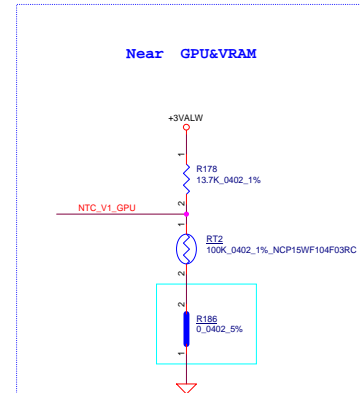 Near GPU&VRAM
+3VALW
1
R178
13.7K_0402_1%
2
NTC_V1_GPU
1
RT2
100K_0402_1%_NCP15WF104F03RC
2
2
R186
0_0402_5%
1